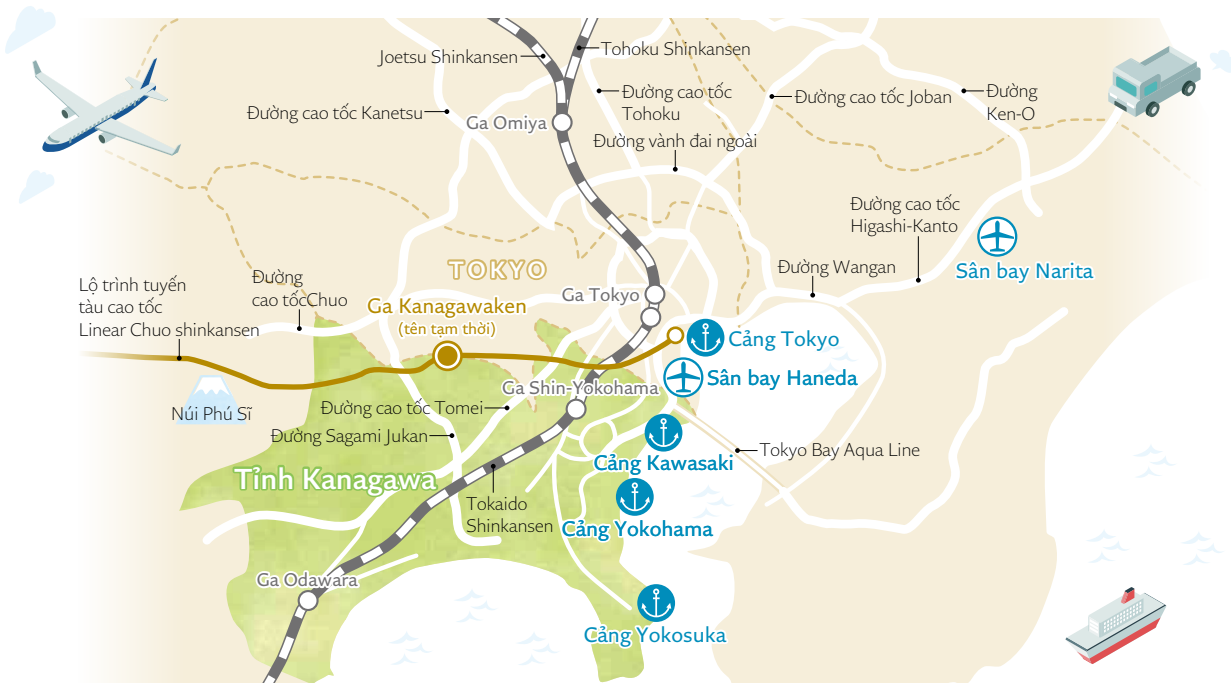 Joetsu Shinkansen
Tohoku Shinkansen
Đường cao tốc Kanetsu
Ga Omiya
Đường cao tốc
Tohoku
Đường cao tốc Joban
Đường
Ken-O
Đường vành đai ngoài
Đường cao tốc
Higashi-Kanto
Sân bay Narita
Đường Wangan
TOKYO
Ga Tokyo
Lộ trình tuyến
tàu cao tốc
Linear Chuo shinkansen
Đường
cao tốcChuo
Ga Kanagawaken
(tên tạm thời)
Cảng Tokyo
Sân bay Haneda
Ga Shin-Yokohama
Núi Phú Sĩ
Đường cao tốc Tomei
Đường Sagami Jukan
Cảng Kawasaki
Tokyo Bay Aqua Line
Tỉnh Kanagawa
Tokaido
Shinkansen
Cảng Yokohama
Ga Odawara
Cảng Yokosuka